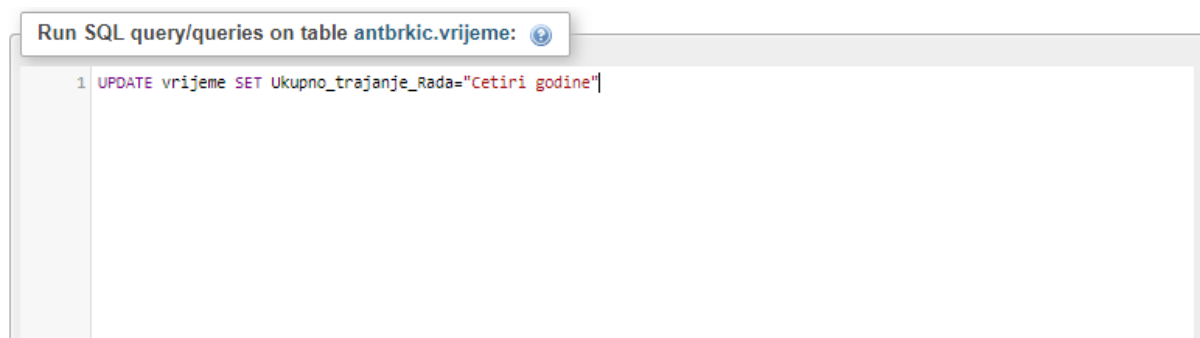 Run SQL query/queries on table antbrkic.vrijeme:
1 UPDATE vrijeme SET Ukupno_trajanje_Rada="Cetiri godine"